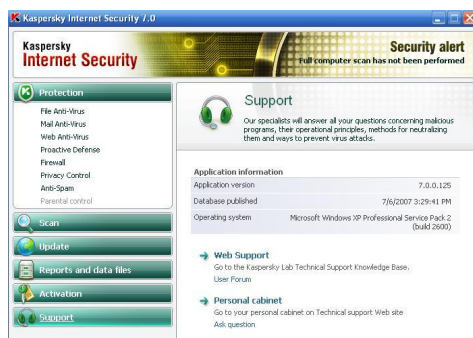 Kaspersky Internet Security 7.0
Kaspersky
Internet Security
Security alert
Full computer scan has not been performed
Protection
File Anti-Virus
Mail Anti-Virus
Web Anti-Virus
Proactive Defense
Firewall
Privacy Control
Anti-Spam
Parental control
Scan
Update
Reports and data files
Activation
Support
Support
Our specialists will answer all your questions concerning malicious
programs, their operational principles, methods for neutralizing
them and ways to prevent virus attacks.
Application information
Application version 7.0.0.125
Database published 7/6/2007 3:29:41 PM
Operating system Microsoft Windows XP Professional Service Pack 2
(build 2600)
Web Support
Go to the Kaspersky Lab Technical Support Knowledge Base.
User Forum
Personal cabinet
Go to your personal cabinet on Technical support Web site
Ask question